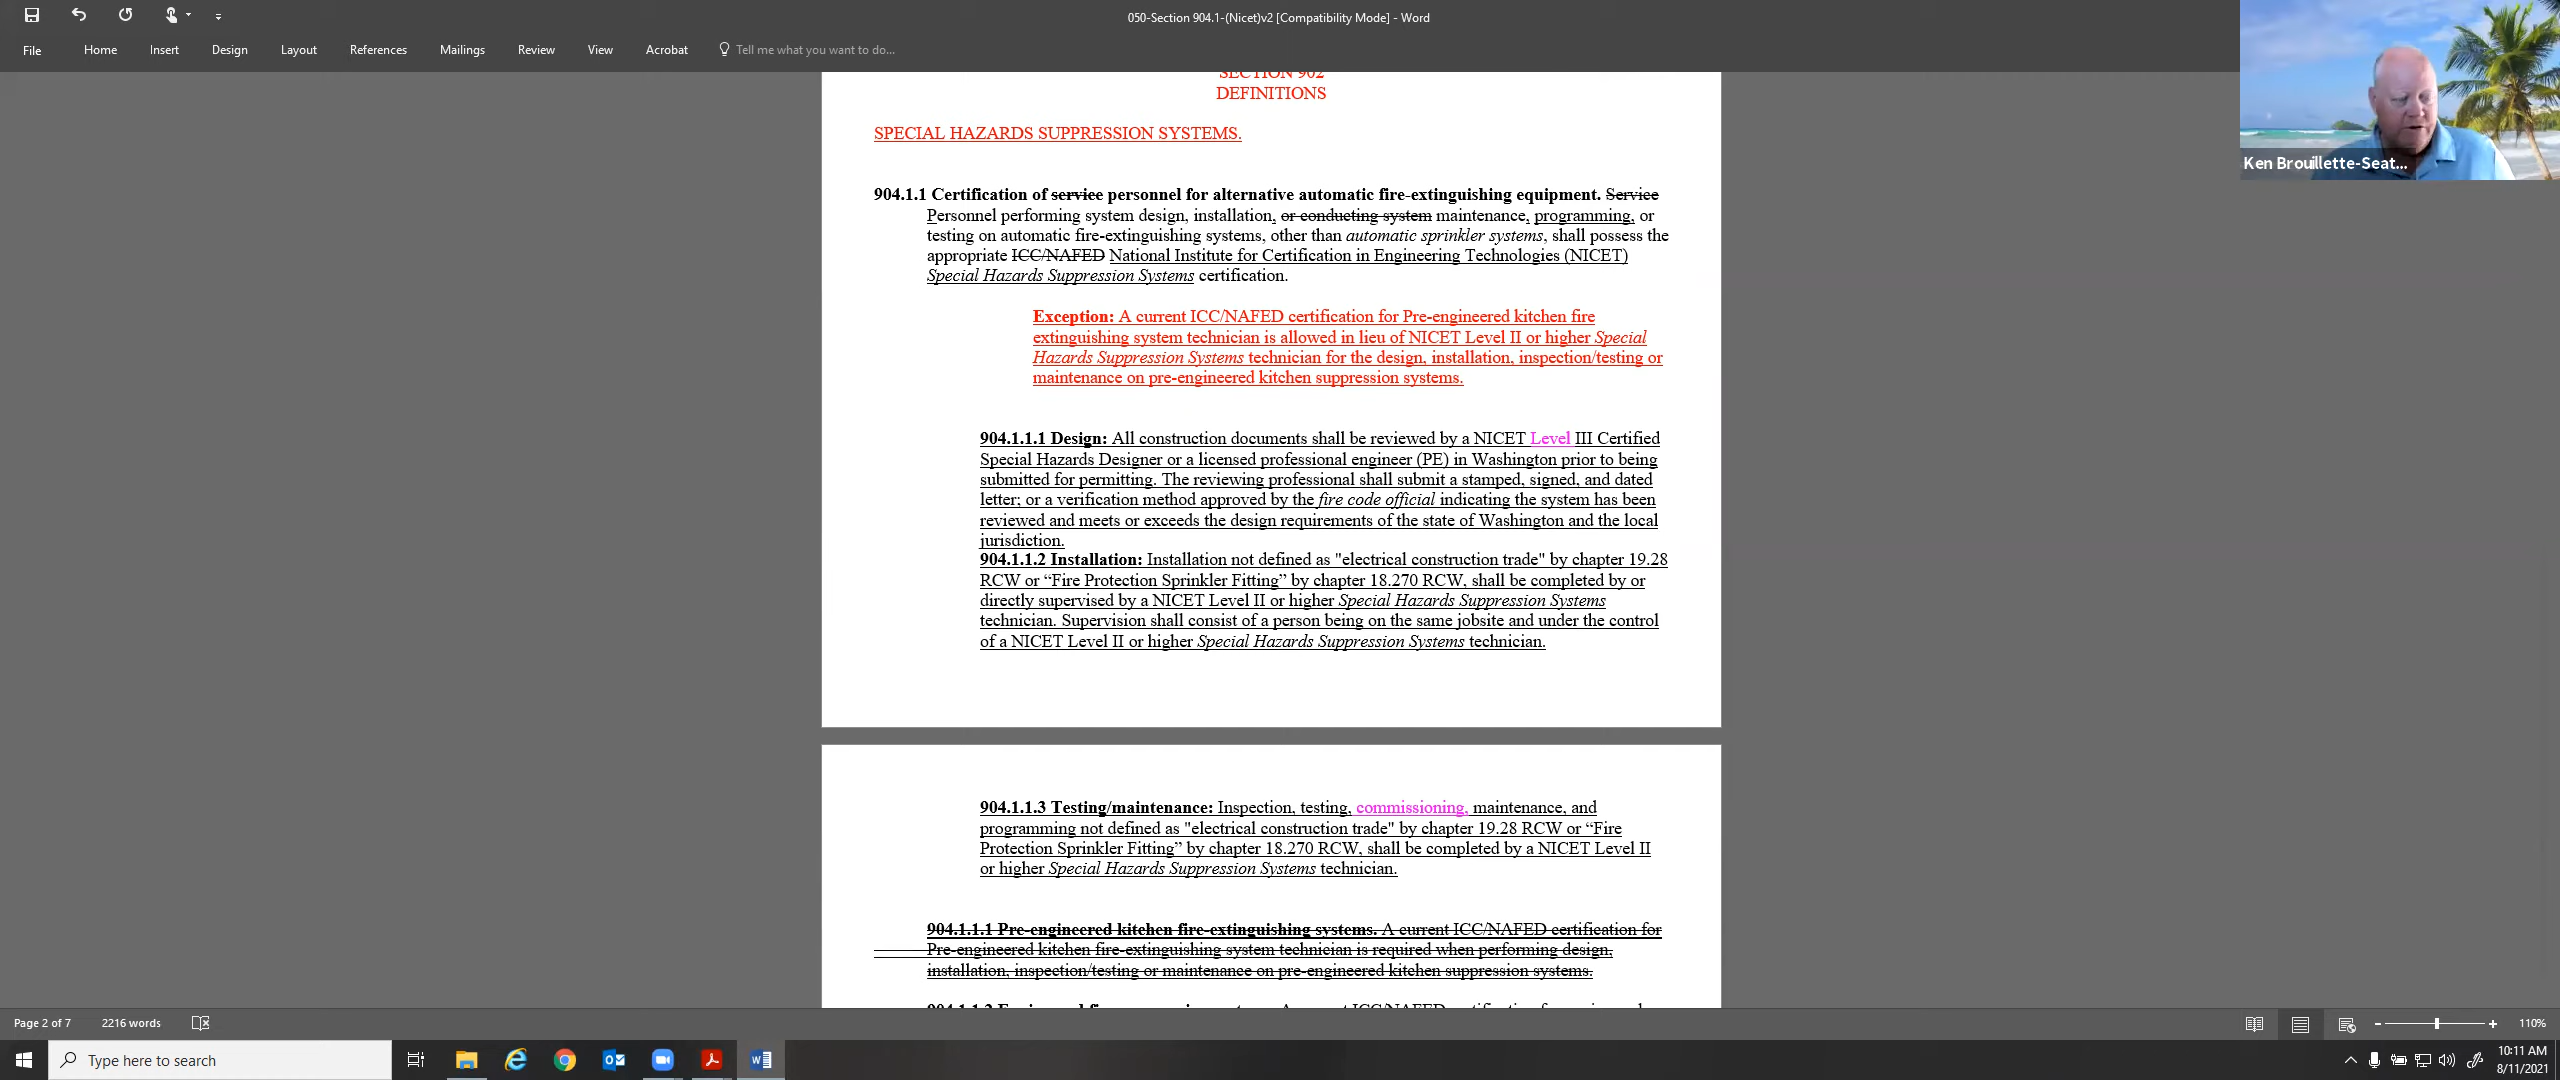 050-Section 904.1-(Nicet)v2 [Compatibility Mode] - Word
File Home Insert Design Layout References Mailings Review View Acrobat Tell me what you want to do...
SECTION 902
DEFINITIONS
SPECIAL HAZARDS SUPPRESSION SYSTEMS.
904.1.1 Certification of service personnel for alternative automatic fire-extinguishing equipment. Service
Personnel performing system design, installation, or conducting system maintenance, programming, or
testing on automatic fire-extinguishing systems, other than automatic sprinkler systems, shall possess the
appropriate ICC/NAFED National Institute for Certification in Engineering Technologies (NICET)
Special Hazards Suppression Systems certification.
Exception: A current ICC/NAFED certification for Pre-engineered kitchen fire
extinguishing system technician is allowed in lieu of NICET Level II or higher Special
Hazards Suppression Systems technician for the design, installation, inspection/testing or
maintenance on pre-engineered kitchen suppression systems.
904.1.1.1 Design: All construction documents shall be reviewed by a NICET Level III Certified
Special Hazards Designer or a licensed professional engineer (PE) in Washington prior to being
submitted for permitting. The reviewing professional shall submit a stamped, signed, and dated
letter; or a verification method approved by the fire code official indicating the system has been
reviewed and meets or exceeds the design requirements of the state of Washington and the local
jurisdiction.
904.1.1.2 Installation: Installation not defined as "electrical construction trade" by chapter 19.28
RCW or “Fire Protection Sprinkler Fitting” by chapter 18.270 RCW, shall be completed by or
directly supervised by a NICET Level II or higher Special Hazards Suppression Systems
technician. Supervision shall consist of a person being on the same jobsite and under the control
of a NICET Level II or higher Special Hazards Suppression Systems technician.
904.1.1.3 Testing/maintenance: Inspection, testing, commissioning, maintenance, and
programming not defined as "electrical construction trade" by chapter 19.28 RCW or “Fire
Protection Sprinkler Fitting” by chapter 18.270 RCW, shall be completed by a NICET Level II
or higher Special Hazards Suppression Systems technician.
904.1.1.1 Pre-engineered kitchen fire-extinguishing systems. A current ICC/NAFED certification for
Pre-engineered kitchen fire-extinguishing system technician is required when performing design,
installation, inspection/testing or maintenance on pre-engineered kitchen suppression systems.
Ken Brouillette-Seat...
Page 2 of 7 2216 words 110%
Type here to search
10:11 AM
8/11/2021